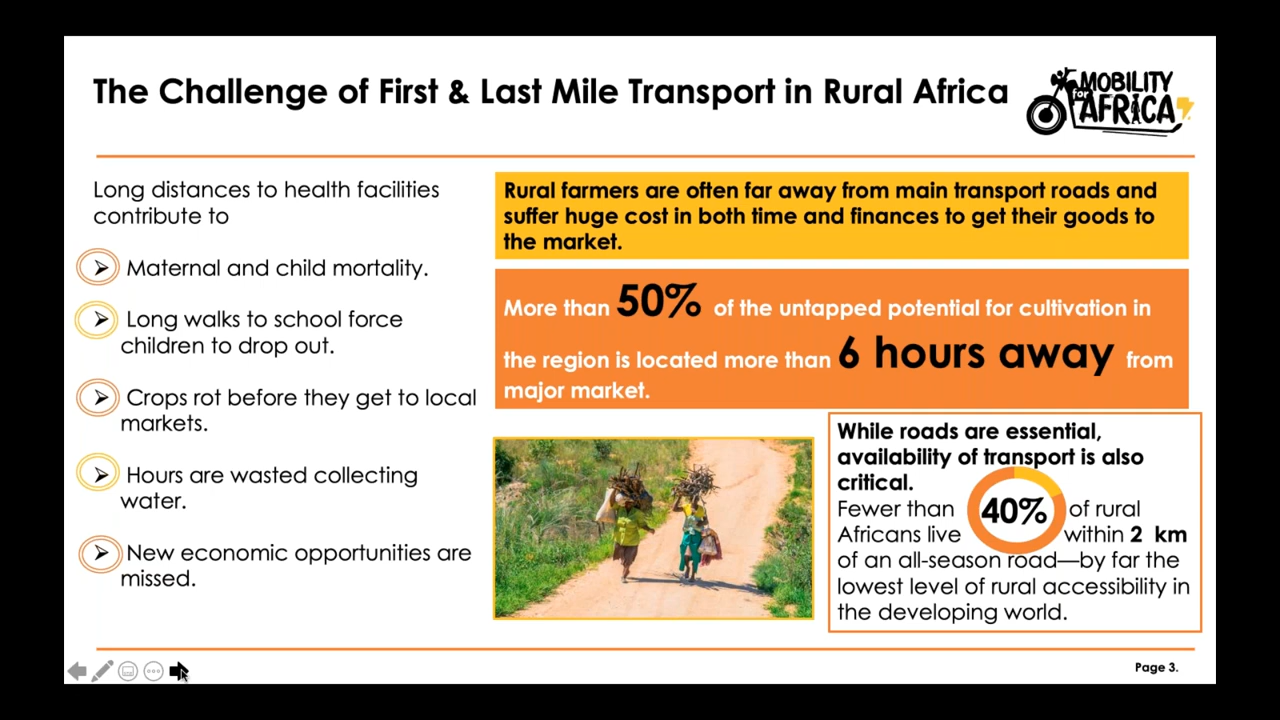 The Challenge of First & Last Mile Transport in Rural Africa
MOBILITY
for
AFRICA
Long distances to health facilities
contribute to
Maternal and child mortality.
Long walks to school force
children to drop out.
Crops rot before they get to local
markets.
Hours are wasted collecting
water.
New economic opportunities are
missed.
Rural farmers are often far away from main transport roads and
suffer huge cost in both time and finances to get their goods to
the market.
More than 50% of the untapped potential for cultivation in
the region is located more than 6 hours away from
major market.
While roads are essential,
availability of transport is also
critical.
Fewer than 40% of rural
Africans live within 2 km
of an all-season road—by far the
lowest level of rural accessibility in
the developing world.
Page 3.